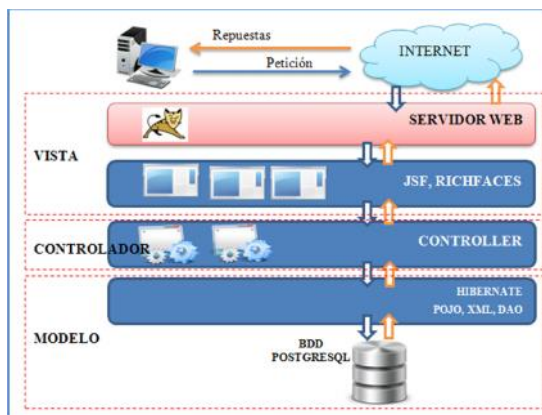 Repuestas
Petición
INTERNET
SERVIDOR WEB
VISTA
JSF, RICHFACES
CONTROLADOR
CONTROLLER
HIBERNATE
POJO, XML, DAO
MODELO
BDD
POSTGRESQL